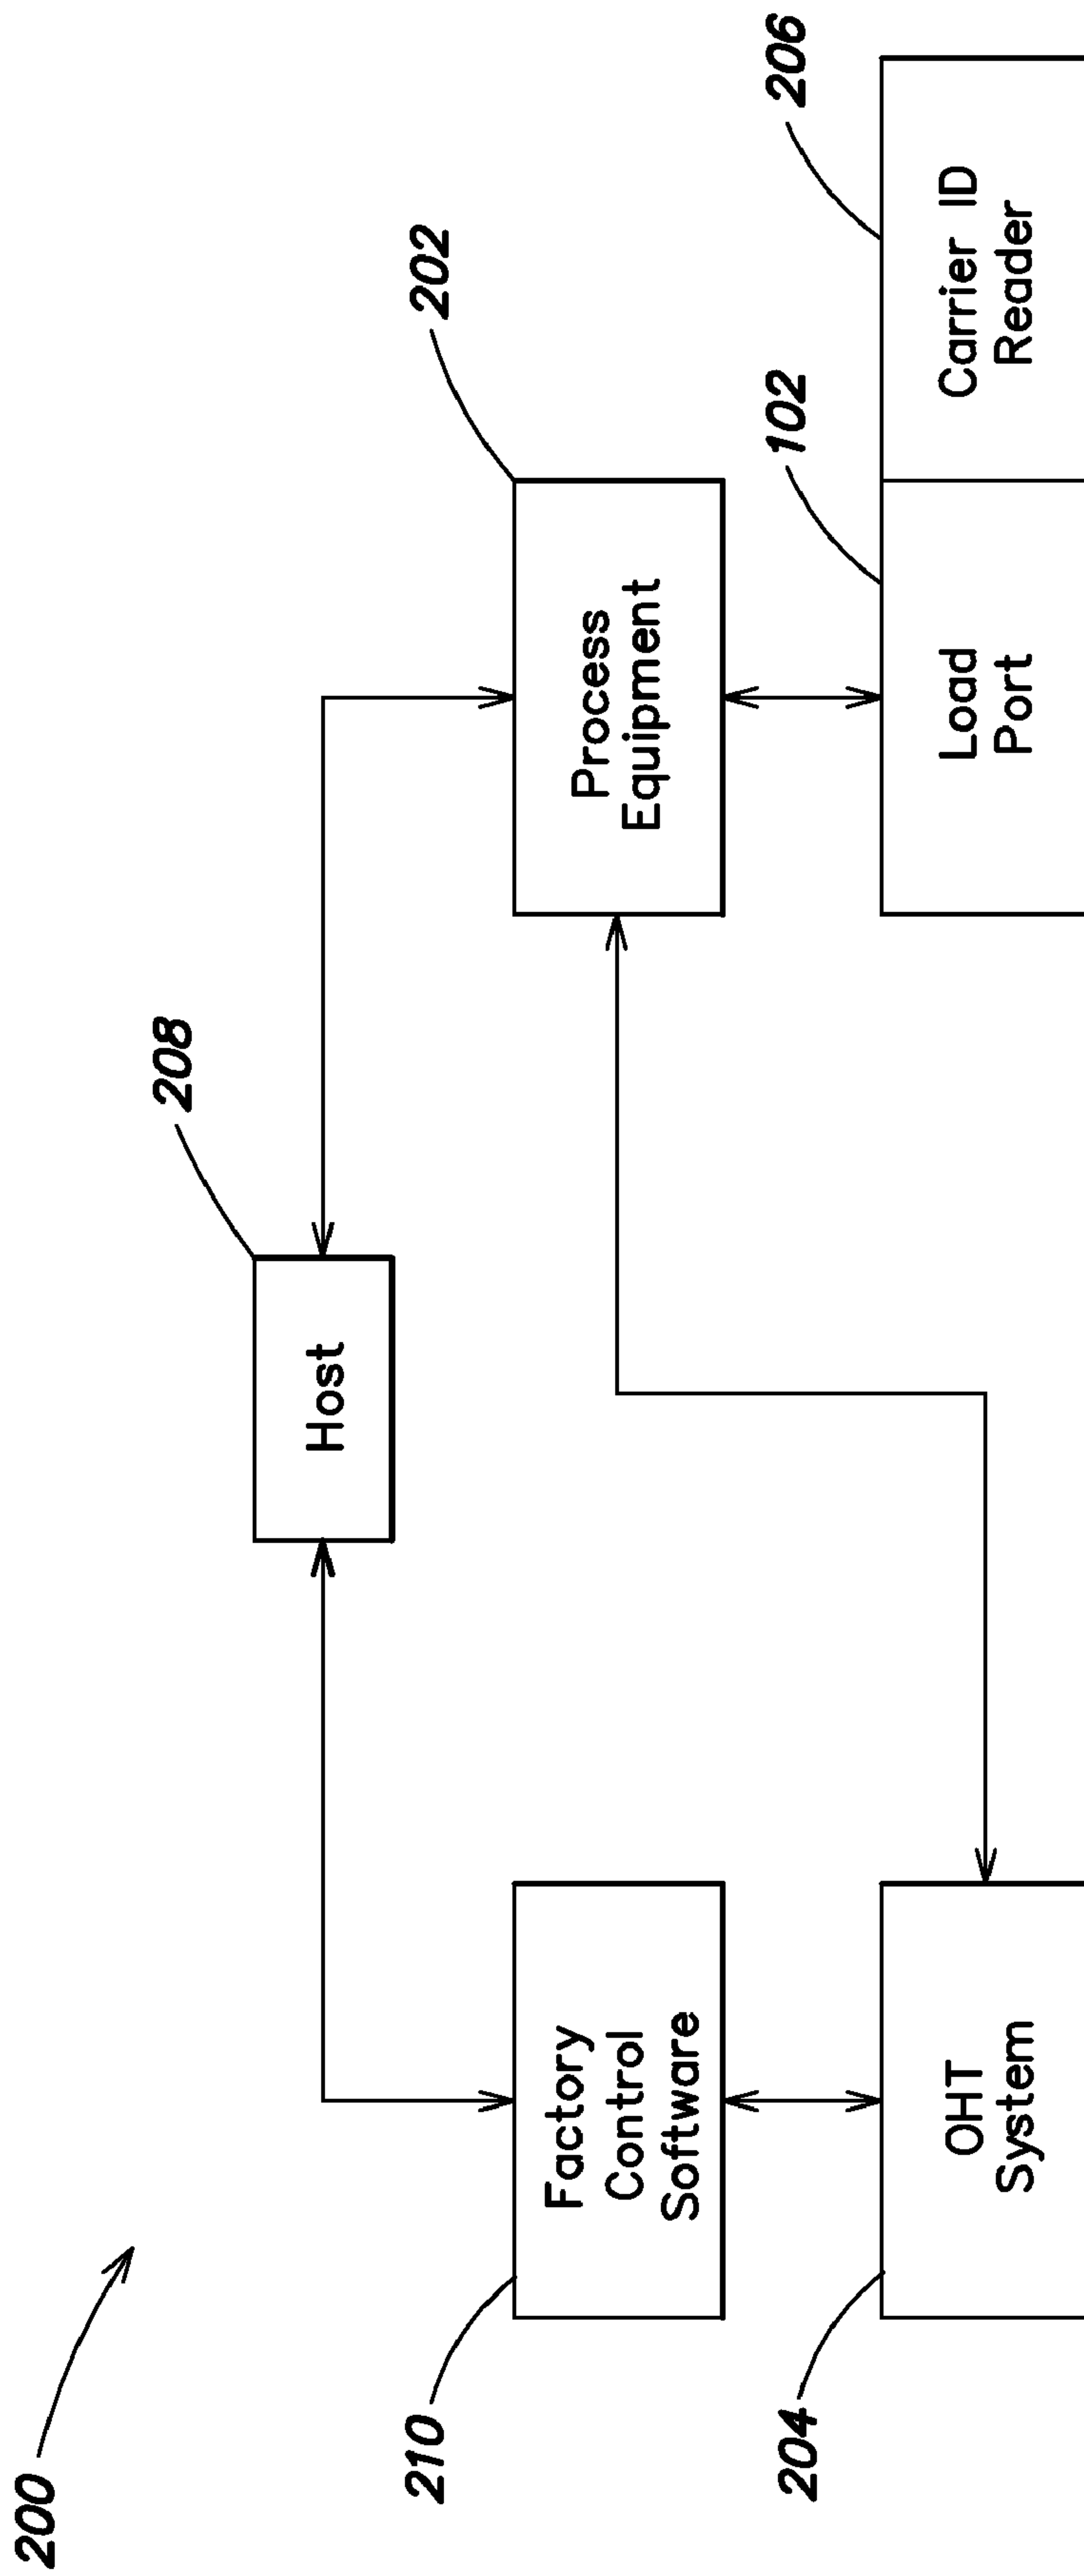 200
208
Host
210
Factory
Control
Software
202
Process
Equipment
204
OHT
System
102
Load
Port
206
Carrier ID
Reader